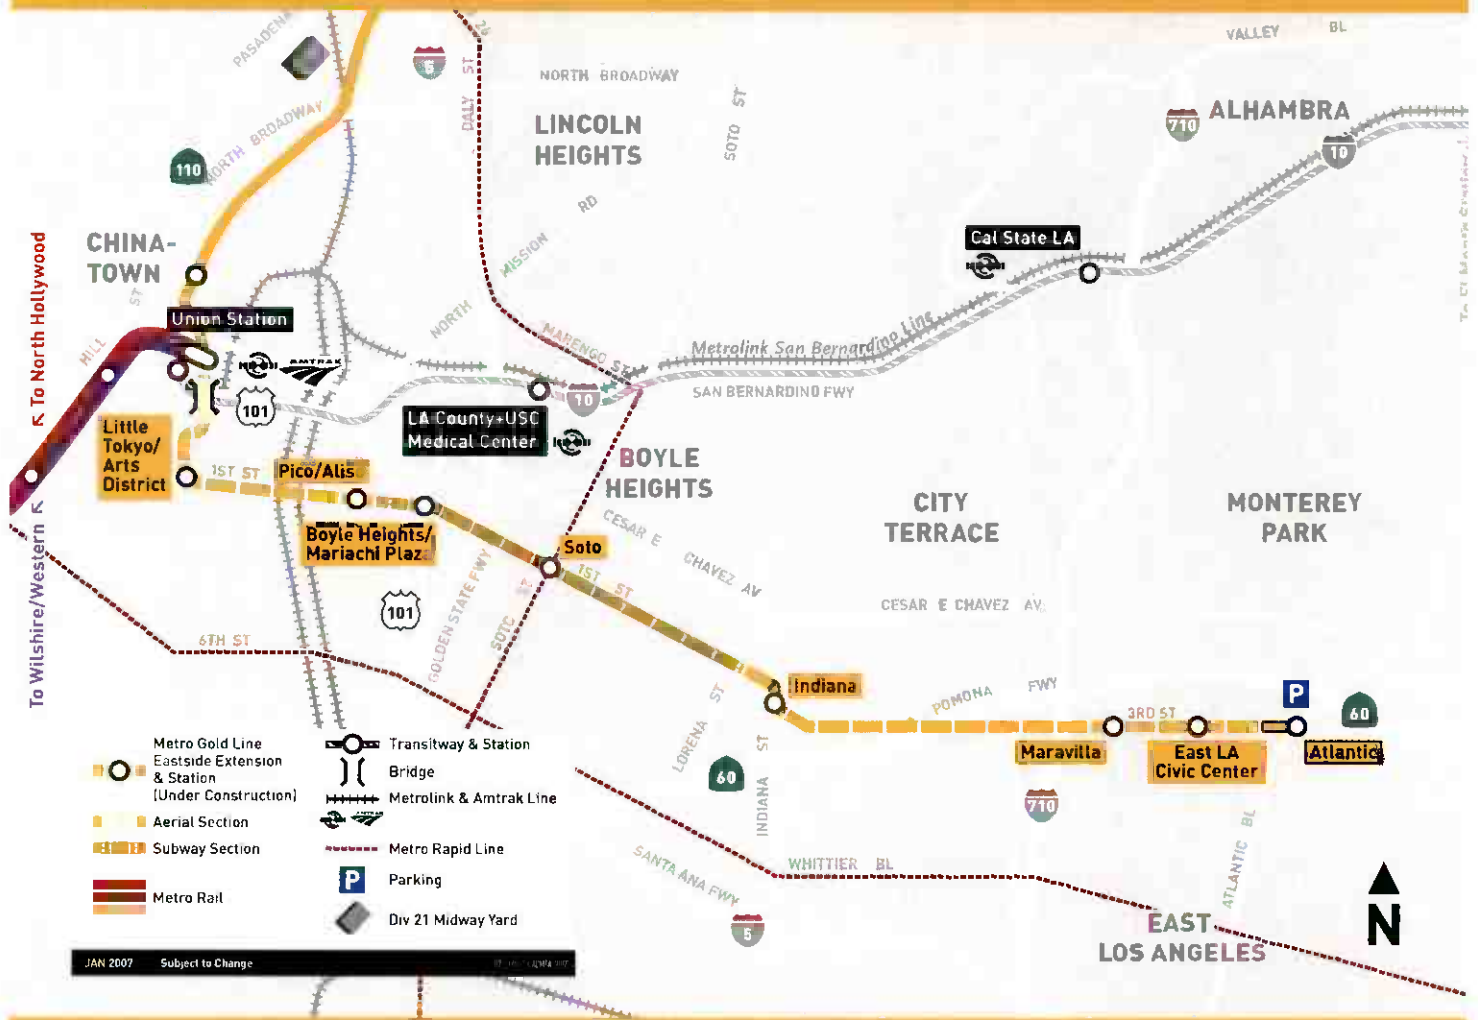 PASADENA
5
26
DALY ST
NORTH BROADWAY
SOTO ST
VALLEY BL
LINCOLN
HEIGHTS
710
ALHAMBRA
10
NORTH BROADWAY
110
RD
MISSION
NORTH
CHINA-
TOWN
ST
HILL
Union Station
AMTRAK
101
Cal State LA
To North Hollywood
MARENGO ST
Metrolink San Bernardino Line
SAN BERNARDINO FWY
10
LA County+USC
Medical Center
Little
Tokyo/
Arts
District
1ST ST
Pico/Aliso
Boyle Heights/
Mariachi Plaza
BOYLE
HEIGHTS
CITY
TERRACE
MONTEREY
PARK
CESAR E CHAVEZ AV
Soto
1ST ST
CESAR E CHAVEZ AV
101
GOLDEN STATE FWY
SOTO
To Wilshire/Western
6TH ST
Indiana
LORENA ST
POMONA FWY
P
60
3RD ST
Maravilla
East LA
Civic Center
Atlantic
60
INDIANA ST
710
ATLANTIC BL
SANTA ANA FWY
WHITTIER BL
5
EAST
LOS ANGELES
N
Metro Gold Line
Eastside Extension
& Station
(Under Construction)
Aerial Section
Subway Section
Metro Rail
Transitway & Station
Bridge
Metrolink & Amtrak Line
Metro Rapid Line
P Parking
Div 21 Midway Yard
JAN 2007 Subject to Change